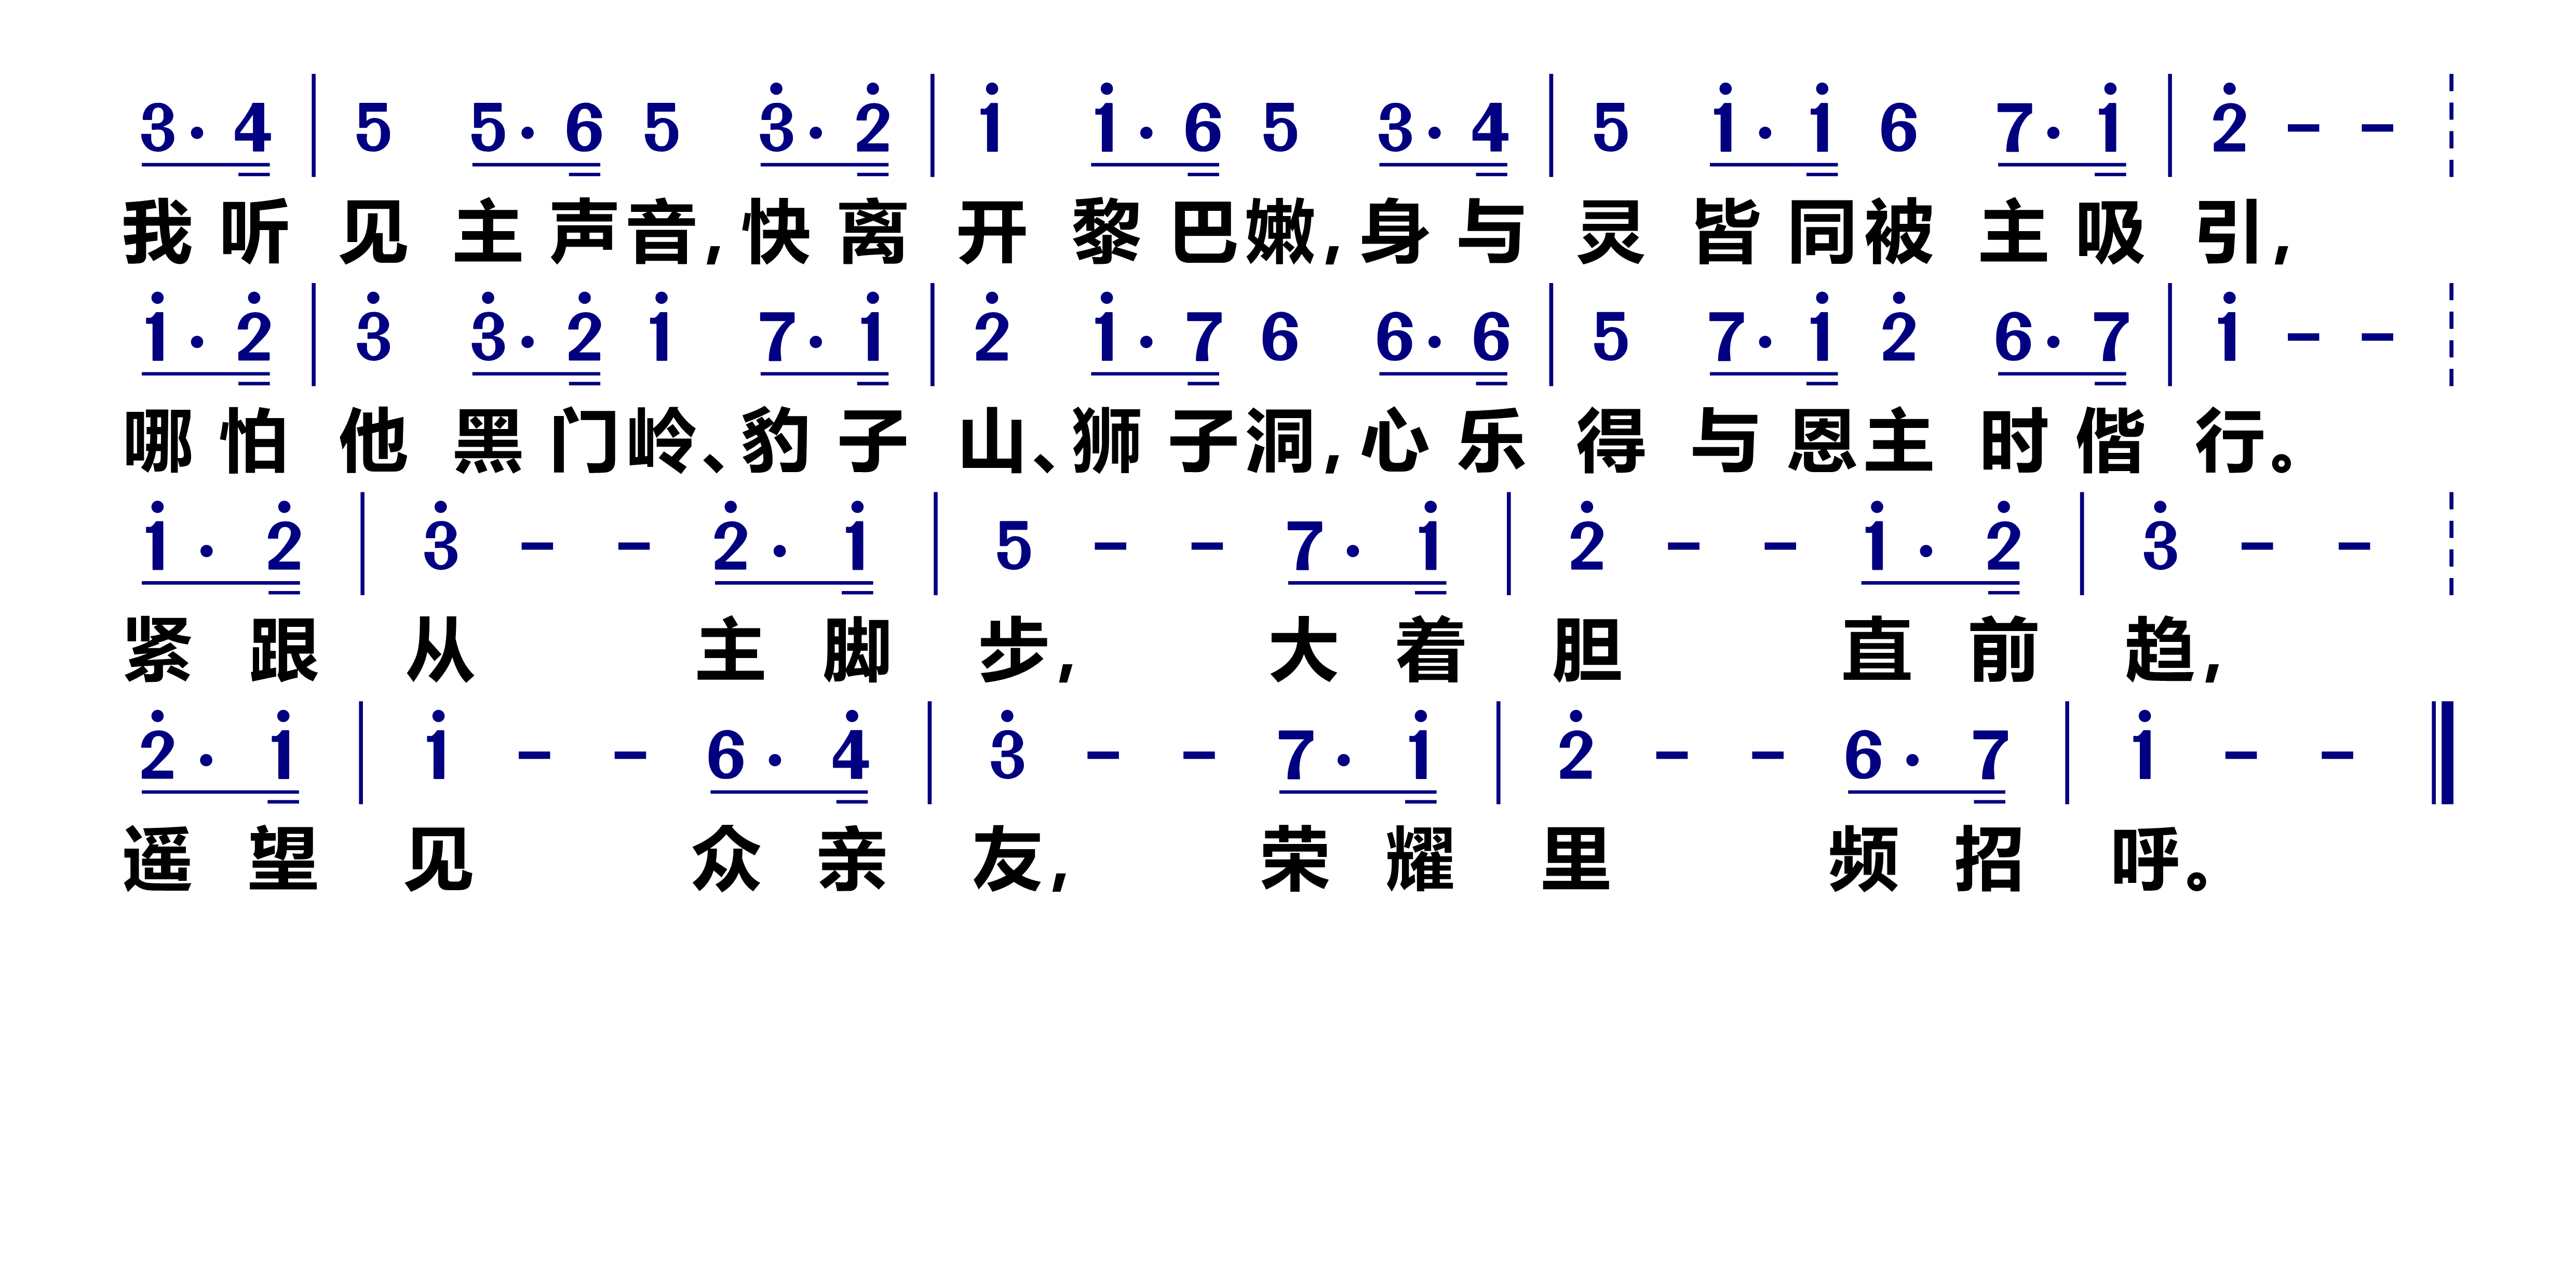 3· 4 | 5 5· 6 5 3̇· 2̇ | 1̇ 1̇· 6 5 3· 4 | 5 1̇· 1̇ 6 7· 1̇ | 2̇ – – ¦
我听见主声音,快离开黎巴嫩,身与灵皆同被主吸引,
1̇· 2̇ | 3̇ 3̇· 2̇ 1̇ 7· 1̇ | 2̇ 1̇· 7 6 6· 6 | 5 7· 1̇ 2̇ 6· 7 | 1̇ – – ¦
哪怕他黑门岭、豹子山、狮子洞,心乐得与恩主时偕行。
1̇· 2̇ | 3̇ – – 2̇· 1̇ | 5 – – 7· 1̇ | 2̇ – – 1̇· 2̇ | 3̇ – – ¦
紧跟从主脚步,大着胆直前趋,
2̇· 1̇ | 1̇ – – 6· 4̇ | 3̇ – – 7· 1̇ | 2̇ – – 6· 7 | 1̇ – – ‖
遥望见众亲友,荣耀里频招呼。